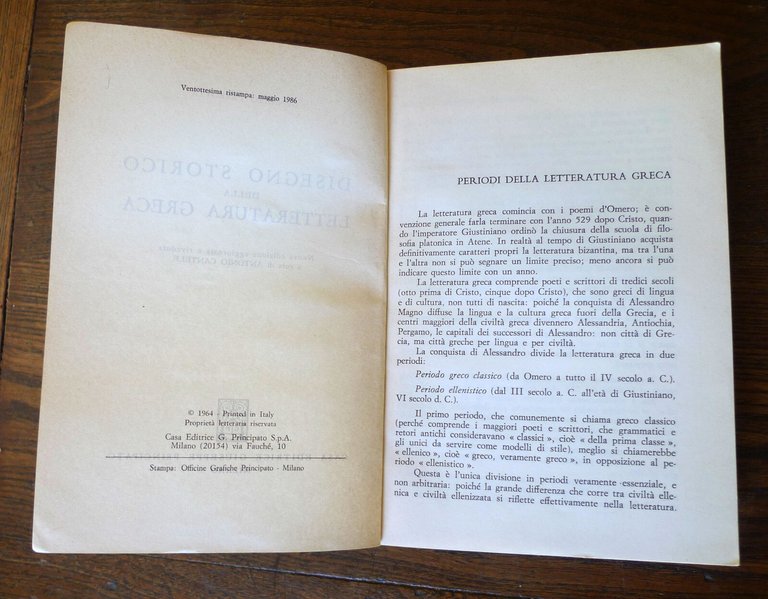 Ventottesima ristampa: maggio 1986
© 1964 - Printed in Italy
Proprietà letteraria riservata
Casa Editrice G. Principato S.p.A.
Milano (20154) via Fauché, 10
Stampa: Officine Grafiche Principato - Milano
PERIODI DELLA LETTERATURA GRECA
La letteratura greca comincia con i poemi d'Omero; è con-
venzione generale farla terminare con l'anno 529 dopo Cristo, quan-
do l'imperatore Giustiniano ordinò la chiusura della scuola di filo-
sofia platonica in Atene. In realtà al tempo di Giustiniano acquista
definitivamente caratteri propri la letteratura bizantina, ma tra l'una
e l'altra non si può segnare un limite preciso; meno ancora si può
indicare questo limite con un anno.
La letteratura greca comprende poeti e scrittori di tredici secoli
(otto prima di Cristo, cinque dopo Cristo), che sono greci di lingua
e di cultura, non tutti di nascita: poiché la conquista di Alessandro
Magno diffuse la lingua e la cultura greca fuori della Grecia, e i
centri maggiori della civiltà greca divennero Alessandria, Antiochia,
Pergamo, le capitali dei successori di Alessandro: non città di Gre-
cia, ma città greche per lingua e per civiltà.
La conquista di Alessandro divide la letteratura greca in due
periodi:
Periodo greco classico (da Omero a tutto il IV secolo a. C.).
Periodo ellenistico (dal III secolo a. C. all'età di Giustiniano,
VI secolo d. C.).
Il primo periodo, che comunemente si chiama greco classico
(perché comprende i maggiori poeti e scrittori, che grammatici e
retori antichi consideravano « classici », cioè « della prima classe »,
gli unici da servire come modelli di stile), meglio si chiamerebbe
« ellenico », cioè « greco, veramente greco », in opposizione al pe-
riodo « ellenistico ».
Questa è l'unica divisione in periodi veramente essenziale, e
non arbitraria: poiché la grande differenza che corre tra civiltà elle-
nica e civiltà ellenizzata si riflette effettivamente nella letteratura.